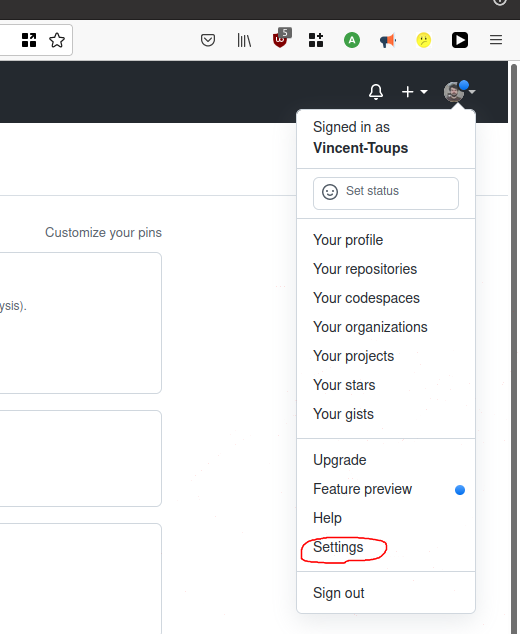 5
A
Signed in as
Vincent-Toups
Set status
Customize your pins
Your profile
Your repositories
Your codespaces
ysis).
Your organizations
Your projects
Your stars
Your gists
Upgrade
Feature preview
Help
Settings
Sign out